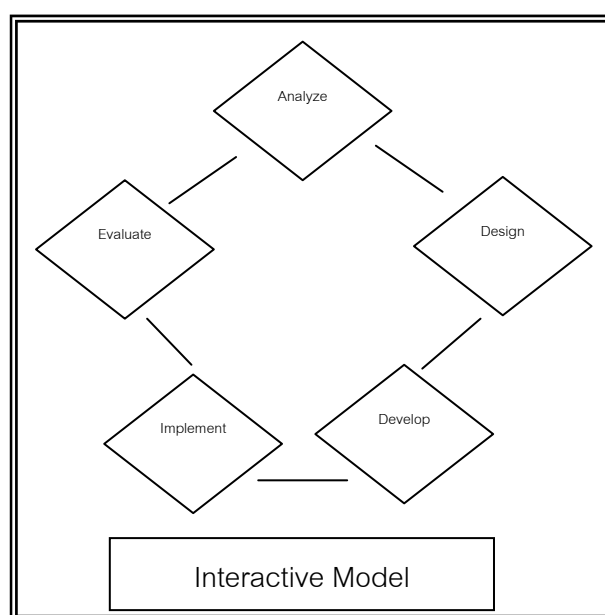 Analyze
Evaluate
Design
Implement
Develop
Interactive Model